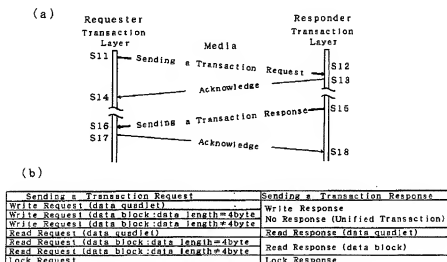 (a)
Requester Responder
Transaction Transaction
Layer Media Layer
S11 Sending a Transaction Request S12
S13
S14 Acknowledge
Sending a Transaction Response S15
S16
S17 Acknowledge
S18
(b)
Sending a Transaction Request Sending a Transaction Response
Write Request (data quadlet) Write Response
Write Request (data block:data length=4byte
Write Request (data block:data length≠4byte No Response (Unified Transaction)
Read Request (data quadlet) Read Response (data quadlet)
Read Request (data block:data length=4byte Read Response (data block)
Read Request (data block:data length≠4byte
Lock Request Lock Response